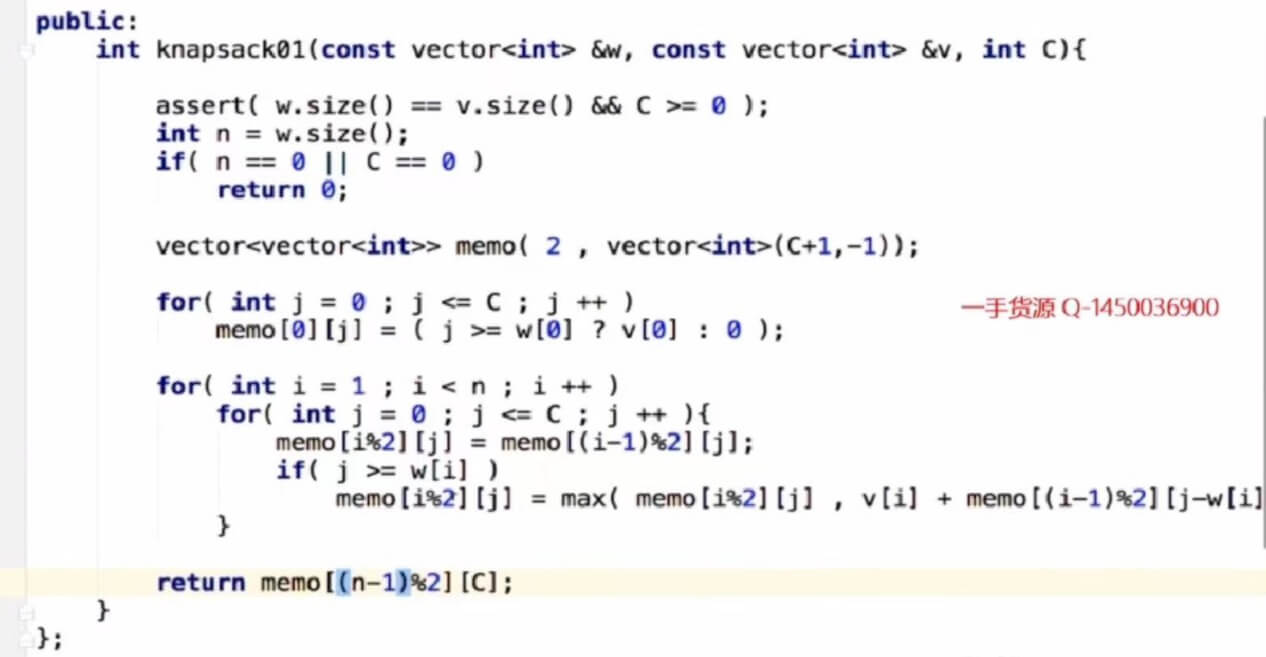 public:
int knapsack01(const vector<int> &w, const vector<int> &v, int C){
assert( w.size() == v.size() && C >= 0 );
int n = w.size();
if( n == 0 || C == 0 )
return 0;
vector<vector<int>> memo( 2 , vector<int>(C+1,-1));
for( int j = 0 ; j <= C ; j ++ )
一手货源 Q-1450036900
memo[0][j] = ( j >= w[0] ? v[0] : 0 );
for( int i = 1 ; i < n ; i ++ )
for( int j = 0 ; j <= C ; j ++ ){
memo[i%2][j] = memo[(i-1)%2][j];
if( j >= w[i] )
memo[i%2][j] = max( memo[i%2][j] , v[i] + memo[(i-1)%2][j-w[i]
}
return memo[(n-1)%2][C];
}
};